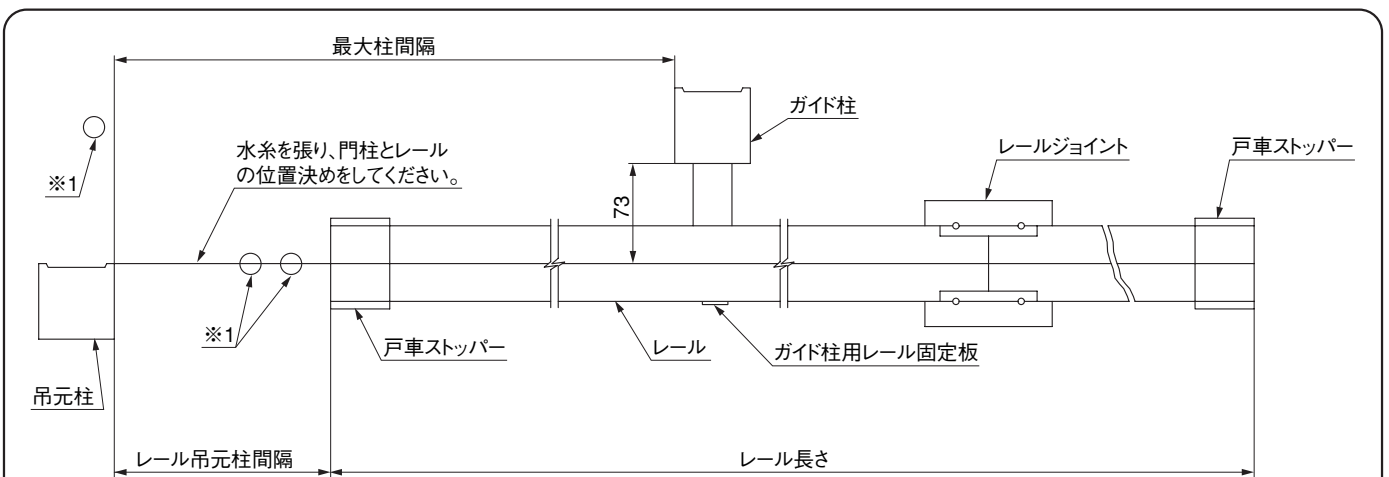 最大柱間隔
ガイド柱
レールジョイント
戸車ストッパー
水糸を張り、門柱とレール
の位置決めをしてください。
※1
73
※1
戸車ストッパー
レール
ガイド柱用レール固定板
吊元柱
レール吊元柱間隔
レール長さ